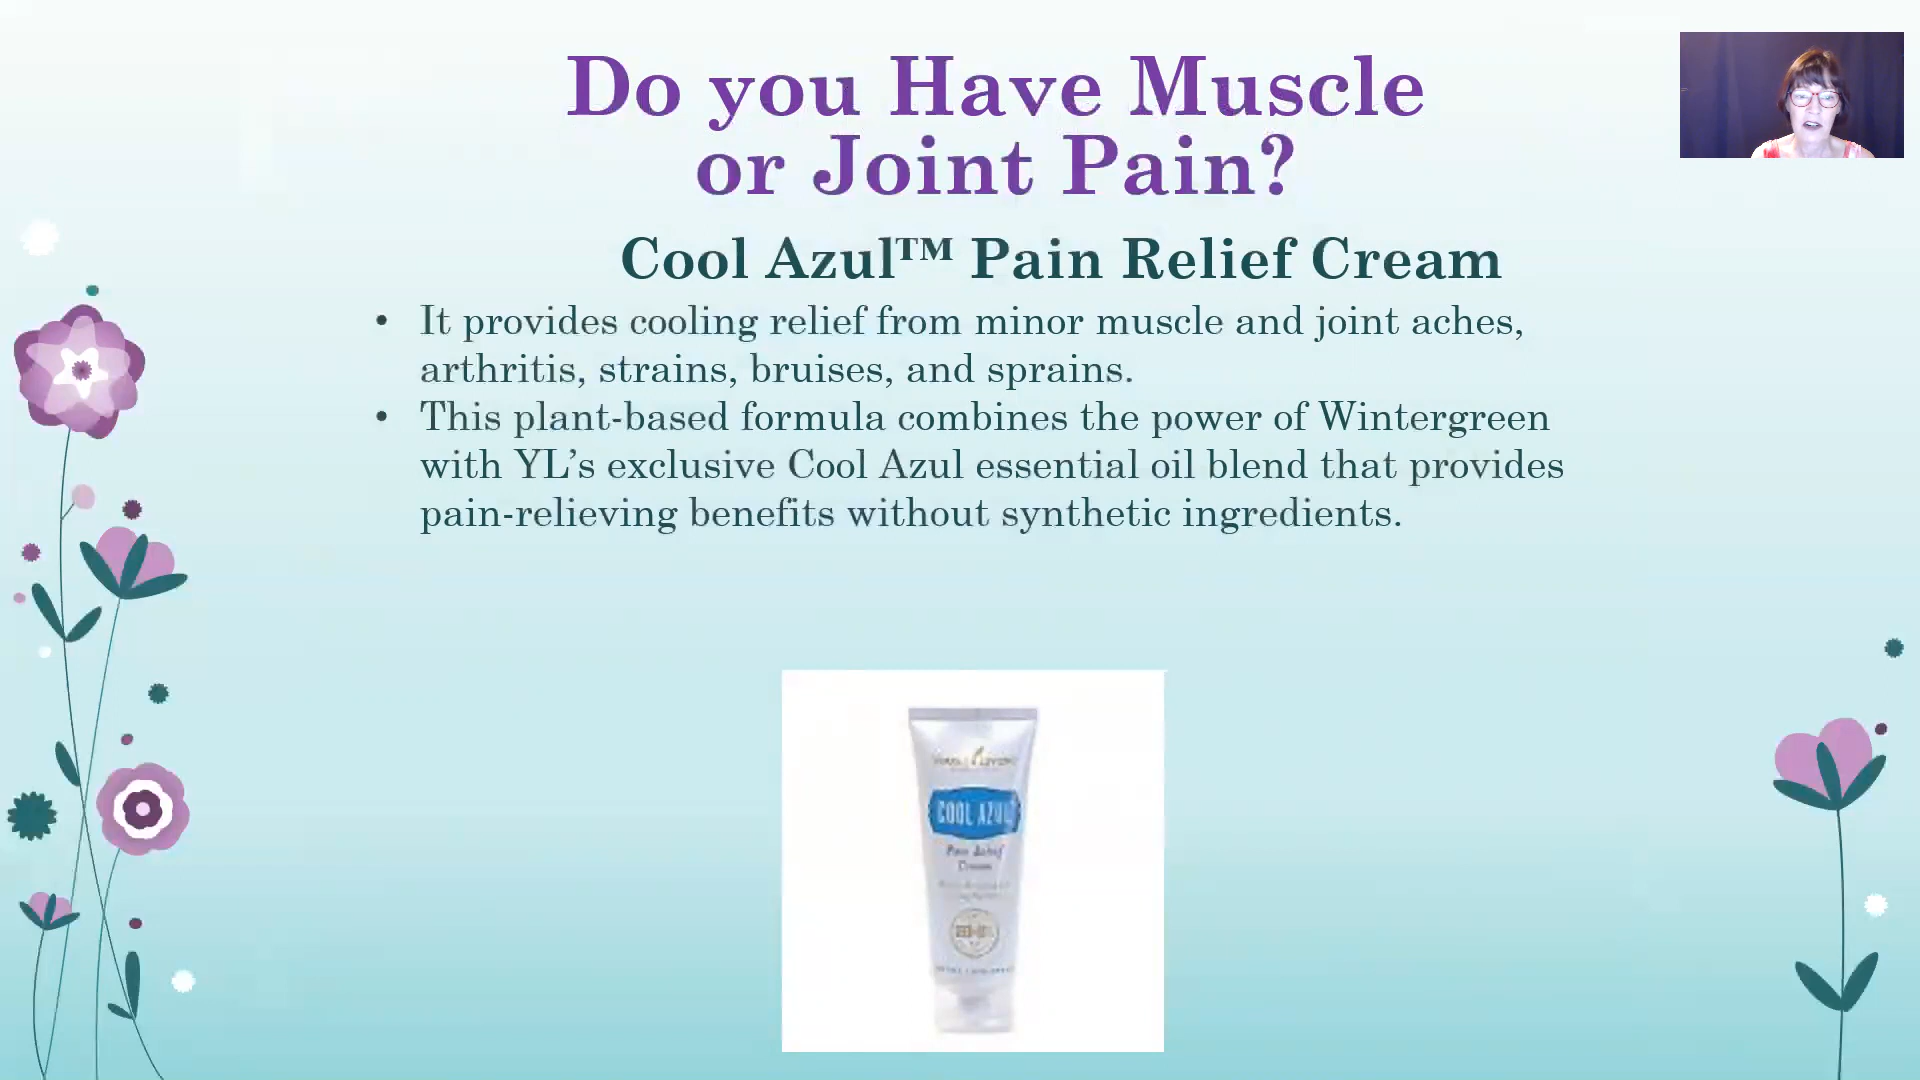 Do you Have Muscle
or Joint Pain?
Cool Azul™ Pain Relief Cream
• It provides cooling relief from minor muscle and joint aches,
arthritis, strains, bruises, and sprains.
• This plant-based formula combines the power of Wintergreen
with YL’s exclusive Cool Azul essential oil blend that provides
pain-relieving benefits without synthetic ingredients.
YOUNG LIVING
COOL AZUL
Pain Relief
Cream